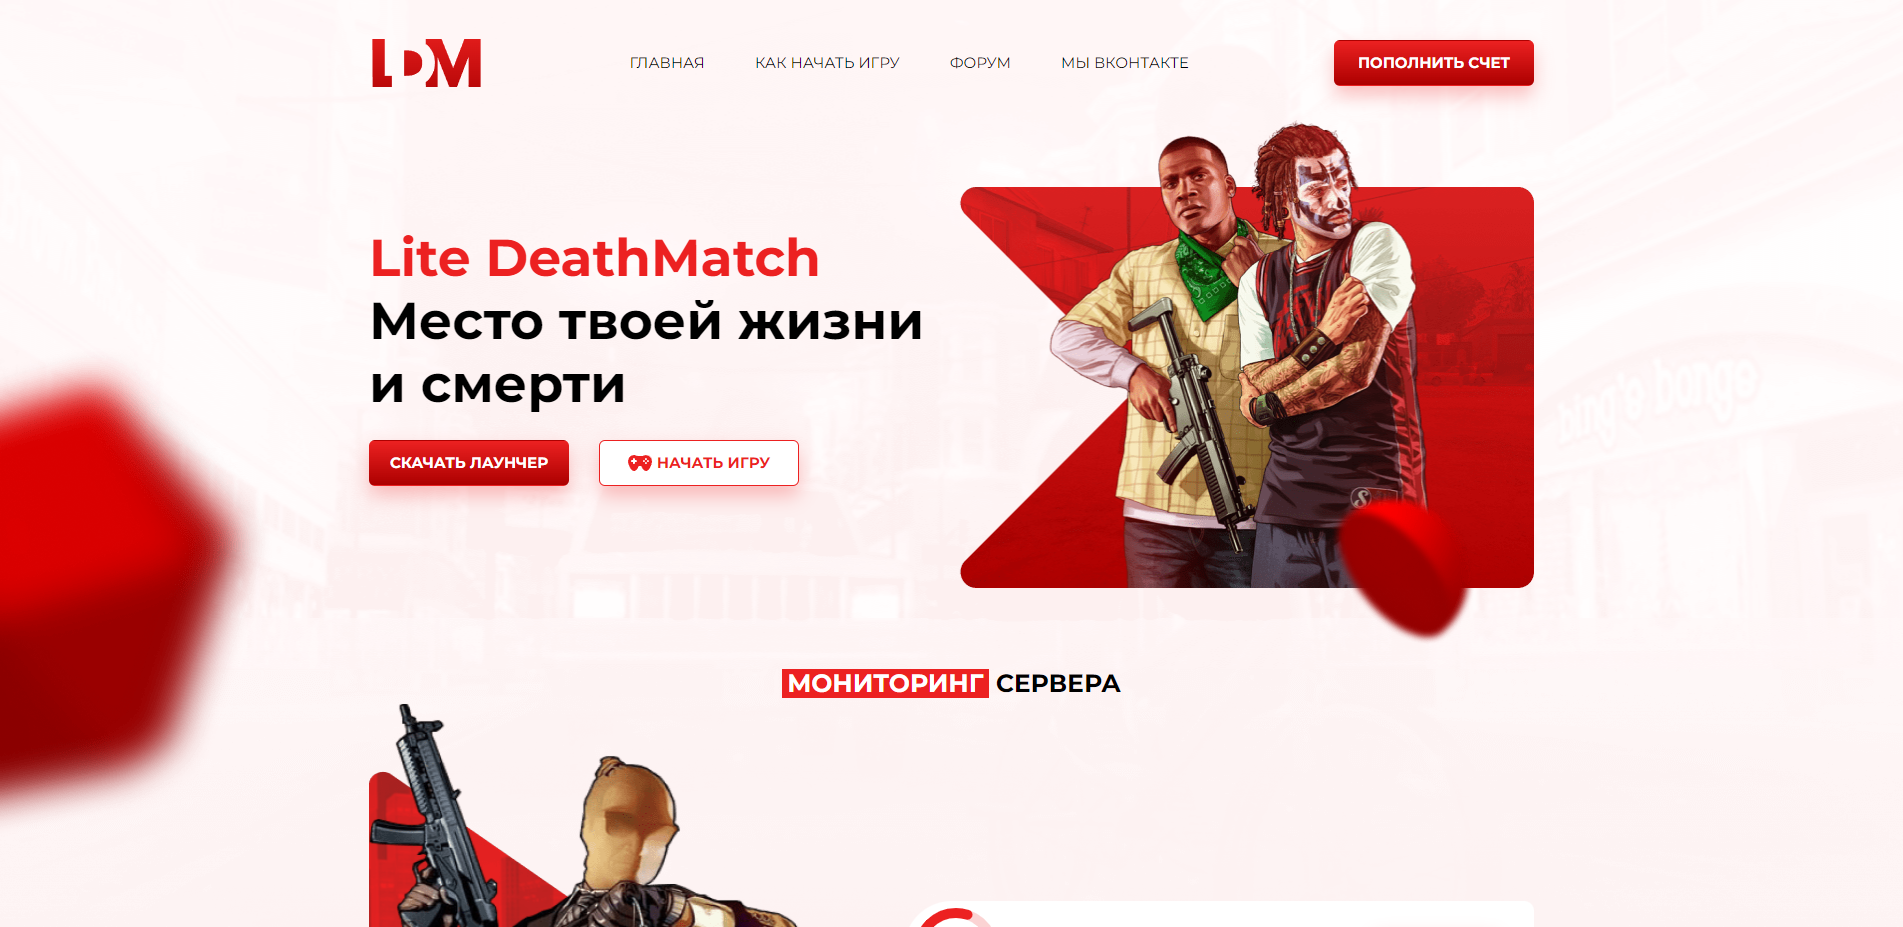 LDM
ГЛАВНАЯ
КАК НАЧАТЬ ИГРУ
ФОРУМ
МЫ ВКОНТАКТЕ
ПОПОЛНИТЬ СЧЕТ
Lite DeathMatch
Место твоей жизни
и смерти
СКАЧАТЬ ЛАУНЧЕР
НАЧАТЬ ИГРУ
МОНИТОРИНГ СЕРВЕРА